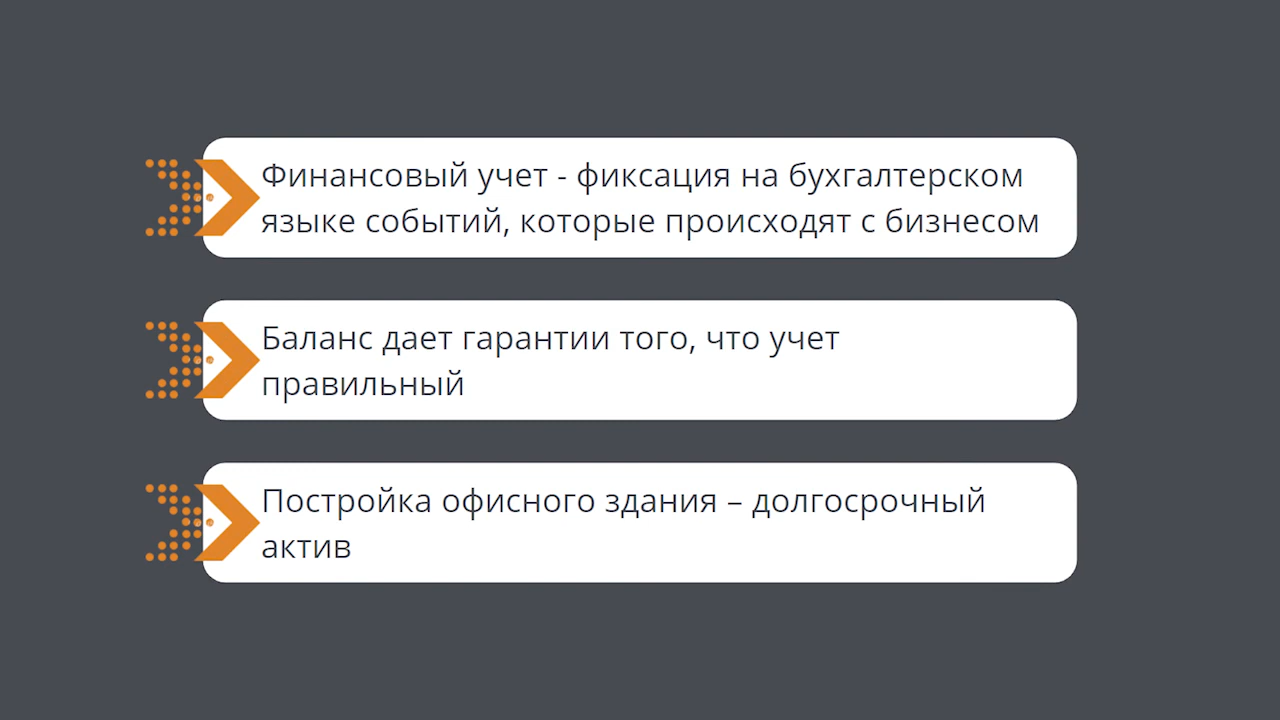 Финансовый учет - фиксация на бухгалтерском
языке событий, которые происходят с бизнесом
Баланс дает гарантии того, что учет
правильный
Постройка офисного здания – долгосрочный
актив